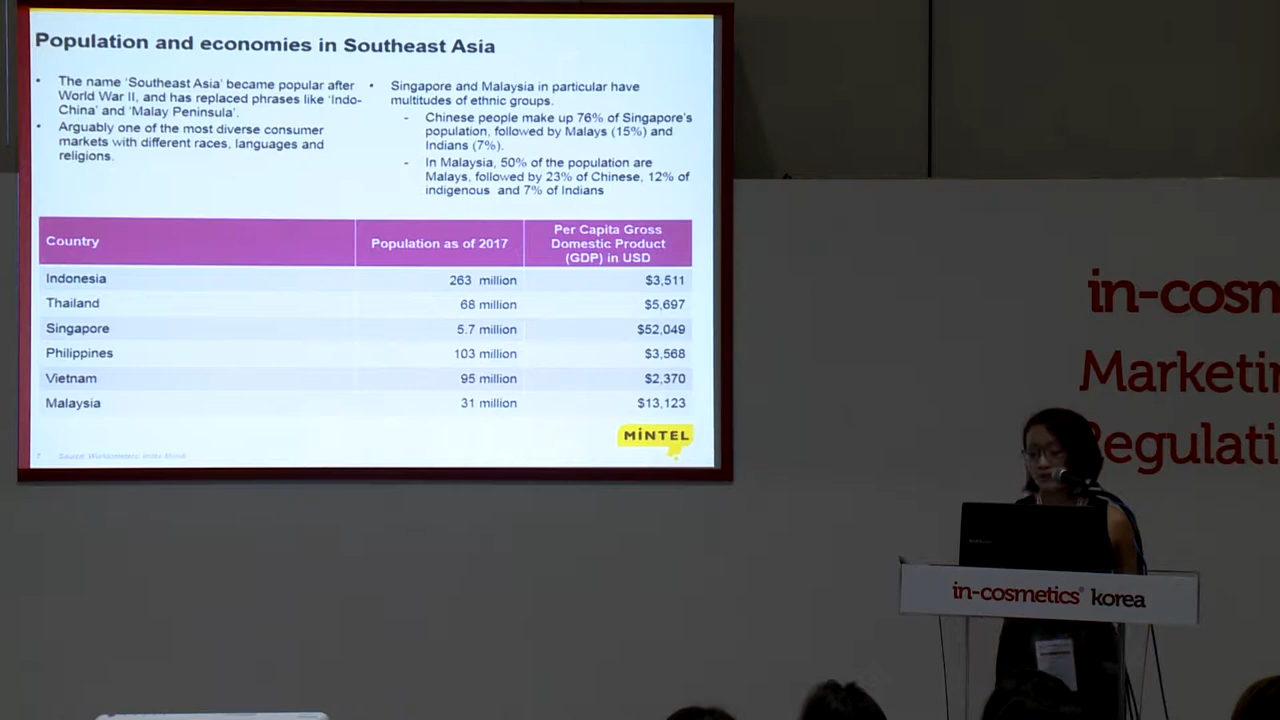 Population and economies in Southeast Asia
• The name 'Southeast Asia' became popular after
World War II, and has replaced phrases like 'Indo-
China' and 'Malay Peninsula'.
• Arguably one of the most diverse consumer
markets with different races, languages and
religions.
• Singapore and Malaysia in particular have
multitudes of ethnic groups.
- Chinese people make up 76% of Singapore's
population, followed by Malays (15%) and
Indians (7%).
- In Malaysia, 50% of the population are
Malays, followed by 23% of Chinese, 12% of
indigenous and 7% of Indians
Country Population as of 2017 Per Capita Gross
Domestic Product
(GDP) in USD
Indonesia 263 million $3,511
Thailand 68 million $5,697
Singapore 5.7 million $52,049
Philippines 103 million $3,568
Vietnam 95 million $2,370
Malaysia 31 million $13,123
MINTEL
7 Source: Worldometers, Index Mundi
in-cosm
Marketin
Regulati
in-cosmetics® korea